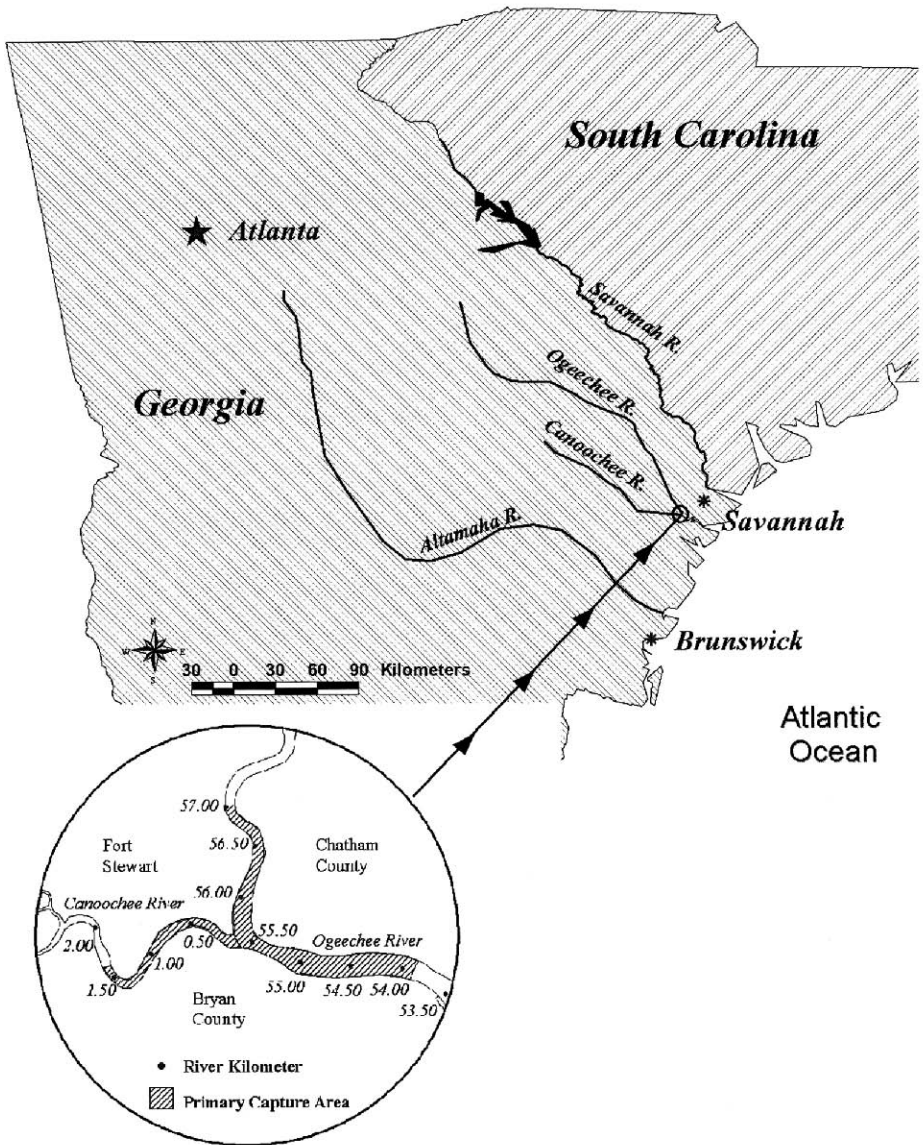 South Carolina
Atlanta
Savannah R.
Ogeechee R.
Georgia
Canoochee R.
Savannah
Altamaha R.
N
W E
S
Brunswick
30 0 30 60 90 Kilometers
Atlantic
Ocean
57.00
Fort
Stewart
56.50
Chatham
County
56.00
Canoochee River
0.50
55.50
Ogeechee River
2.00
1.00
1.50
55.00
54.50
54.00
53.50
Bryan
County
River Kilometer
Primary Capture Area